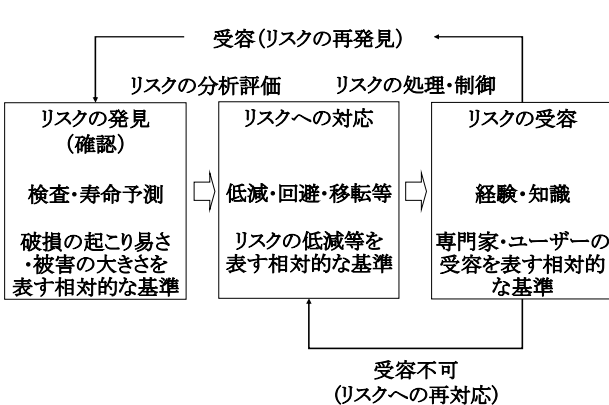 受容（リスクの再発見）
リスクの分析評価
リスクの処理・制御
リスクの発見
（確認）
検査・寿命予測
破損の起こり易さ
・被害の大きさを
表す相対的な基準
リスクへの対応
低減・回避・移転等
リスクの低減等を
表す相対的な基準
リスクの受容
経験・知識
専門家・ユーザーの
受容を表す相対的
な基準
受容不可
（リスクへの再対応）